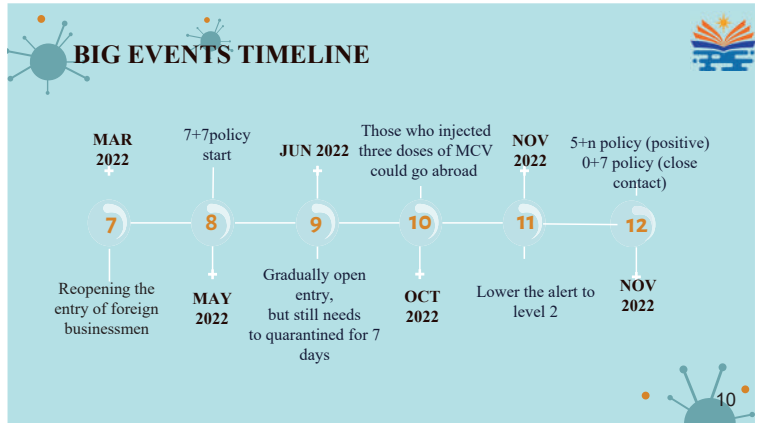 BIG EVENTS TIMELINE
MAR
2022
7
Reopening the
entry of foreign
businessmen
7+7policy
start
8
MAY
2022
JUN 2022
9
Gradually open
entry,
but still needs
to quarantined for 7
days
Those who injected
three doses of MCV
could go abroad
10
OCT
2022
NOV
2022
11
Lower the alert to
level 2
5+n policy (positive)
0+7 policy (close
contact)
12
NOV
2022
10